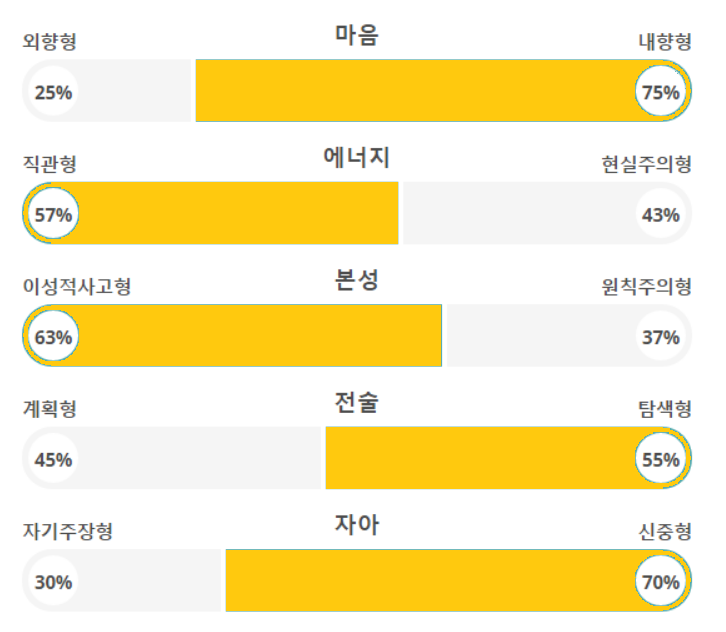 마음
외향형 내향형
25% 75%
에너지
직관형 현실주의형
57% 43%
본성
이성적사고형 원칙주의형
63% 37%
전술
계획형 탐색형
45% 55%
자아
자기주장형 신중형
30% 70%